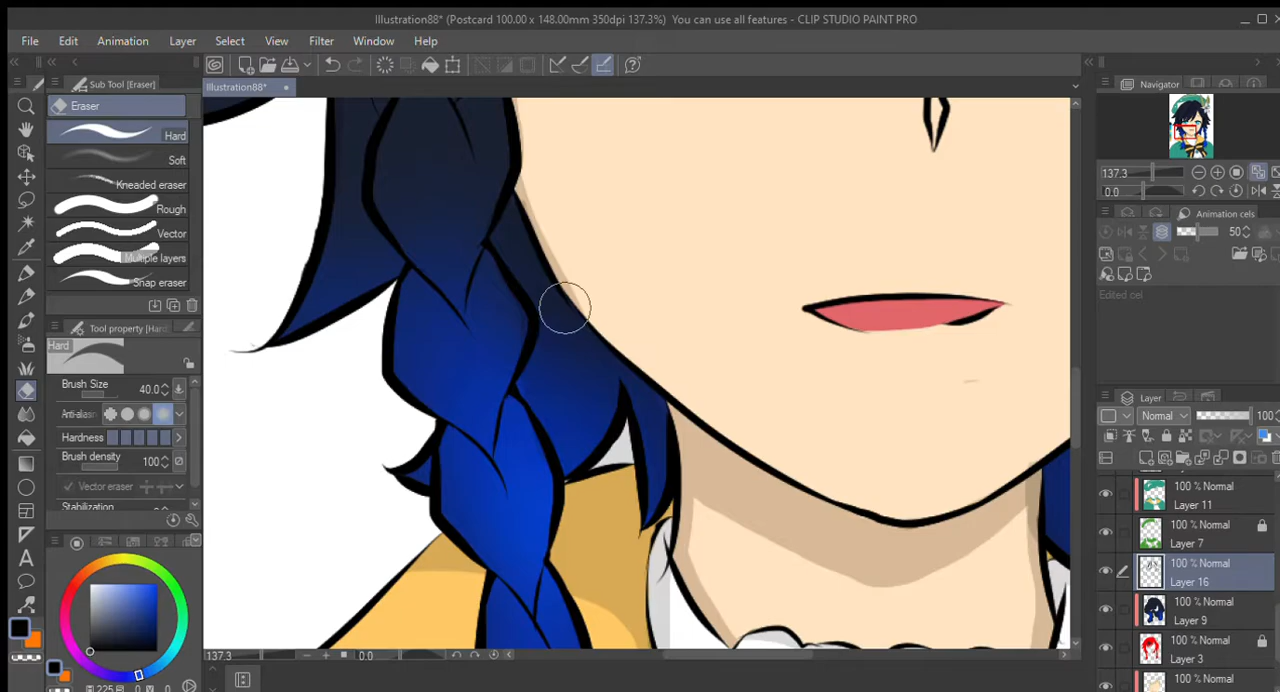 Illustration88* (Postcard 100.00 x 148.00mm 350dpi 137.3%) You can use all features - CLIP STUDIO PAINT PRO
File Edit Animation Layer Select View Filter Window Help
Sub Tool [Eraser]
Eraser
Hard
Soft
Kneaded eraser
Rough
Vector
Multiple layers
Snap eraser
Tool property [Hard]
Hard
Brush Size 40.0
Anti-alias
Hardness
Brush density 100
Vector eraser
Stabilization
225 0
Illustration88*
137.3 0.0
Navigator
137.3
0.0
Animation cels
50
Edited cel
Layer
Normal 100
100 % Normal
Layer 11
100 % Normal
Layer 7
100 % Normal
Layer 16
100 % Normal
Layer 9
100 % Normal
Layer 3
100 % Normal